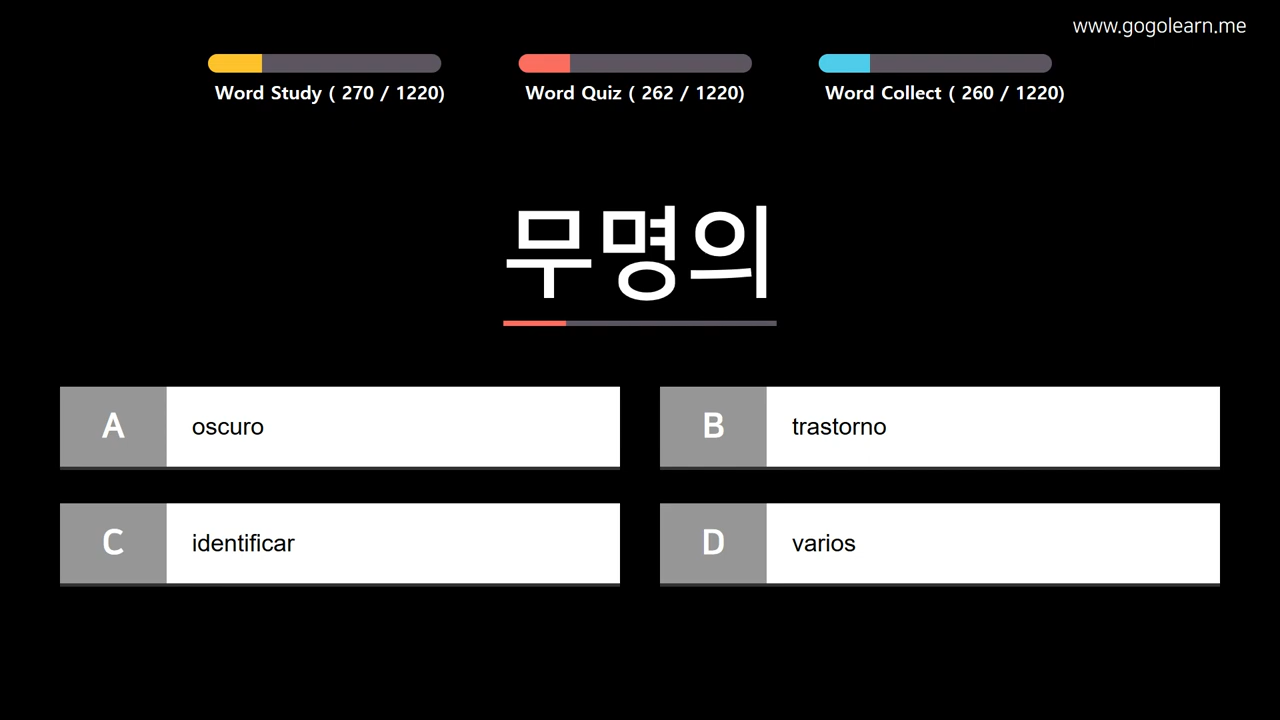 www.gogolearn.me
Word Study ( 270 / 1220)
Word Quiz ( 262 / 1220)
Word Collect ( 260 / 1220)
무명의
A oscuro
B trastorno
C identificar
D varios